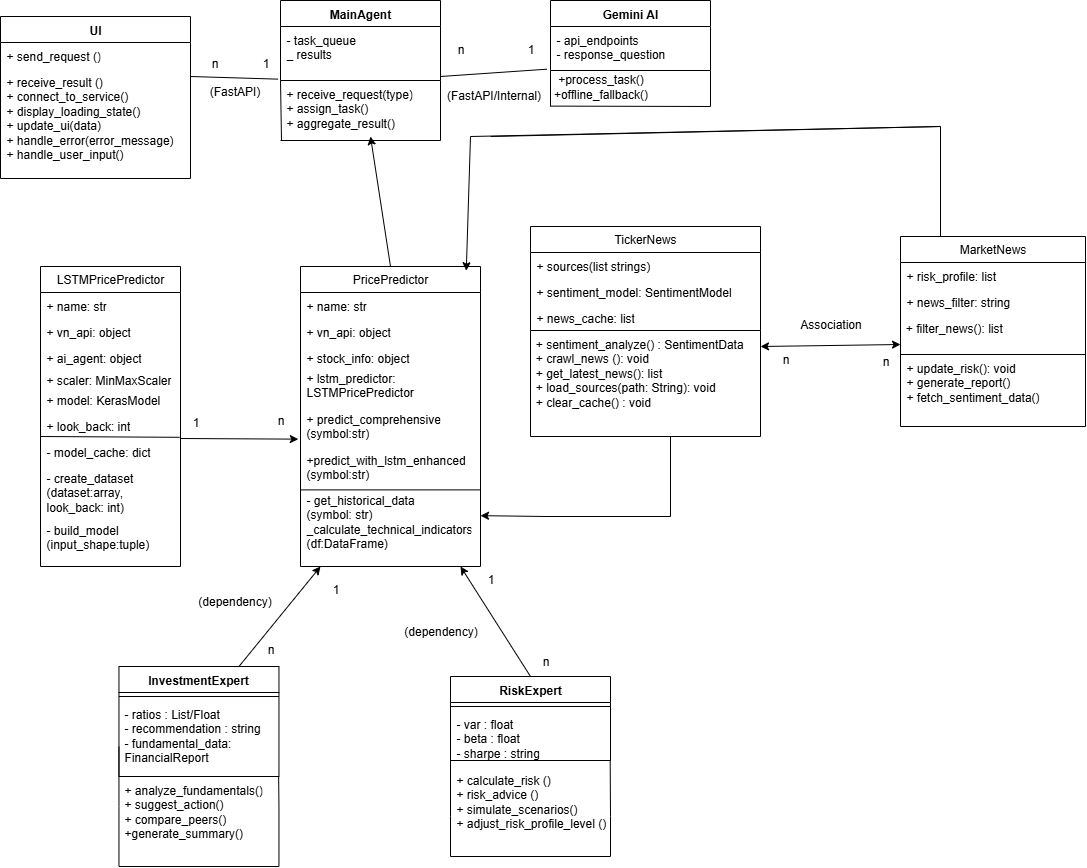 UI
+ send_request ()
+ receive_result ()
+ connect_to_service()
+ display_loading_state()
+ update_ui(data)
+ handle_error(error_message)
+ handle_user_input()
n
1
(FastAPI)
MainAgent
- task_queue
_ results
+ receive_request(type)
+ assign_task()
+ aggregate_result()
n
1
(FastAPI/Internal)
Gemini AI
- api_endpoints
- response_question
+process_task()
+offline_fallback()
LSTMPricePredictor
+ name: str
+ vn_api: object
+ ai_agent: object
+ scaler: MinMaxScaler
+ model: KerasModel
+ look_back: int
- model_cache: dict
- create_dataset
(dataset:array,
look_back: int)
- build_model
(input_shape:tuple)
1
n
PricePredictor
+ name: str
+ vn_api: object
+ stock_info: object
+ lstm_predictor:
LSTMPricePredictor
+ predict_comprehensive
(symbol:str)
+predict_with_lstm_enhanced
(symbol:str)
- get_historical_data
(symbol: str)
_calculate_technical_indicators
(df:DataFrame)
TickerNews
+ sources(list strings)
+ sentiment_model: SentimentModel
+ news_cache: list
+ sentiment_analyze() : SentimentData
+ crawl_news (): void
+ get_latest_news(): list
+ load_sources(path: String): void
+ clear_cache() : void
Association
n
n
MarketNews
+ risk_profile: list
+ news_filter: string
+ filter_news(): list
+ update_risk(): void
+ generate_report()
+ fetch_sentiment_data()
(dependency)
1
n
(dependency)
1
n
InvestmentExpert
- ratios : List/Float
- recommendation : string
- fundamental_data:
FinancialReport
+ analyze_fundamentals()
+ suggest_action()
+ compare_peers()
+generate_summary()
RiskExpert
- var : float
- beta : float
- sharpe : string
+ calculate_risk ()
+ risk_advice ()
+ simulate_scenarios()
+ adjust_risk_profile_level ()